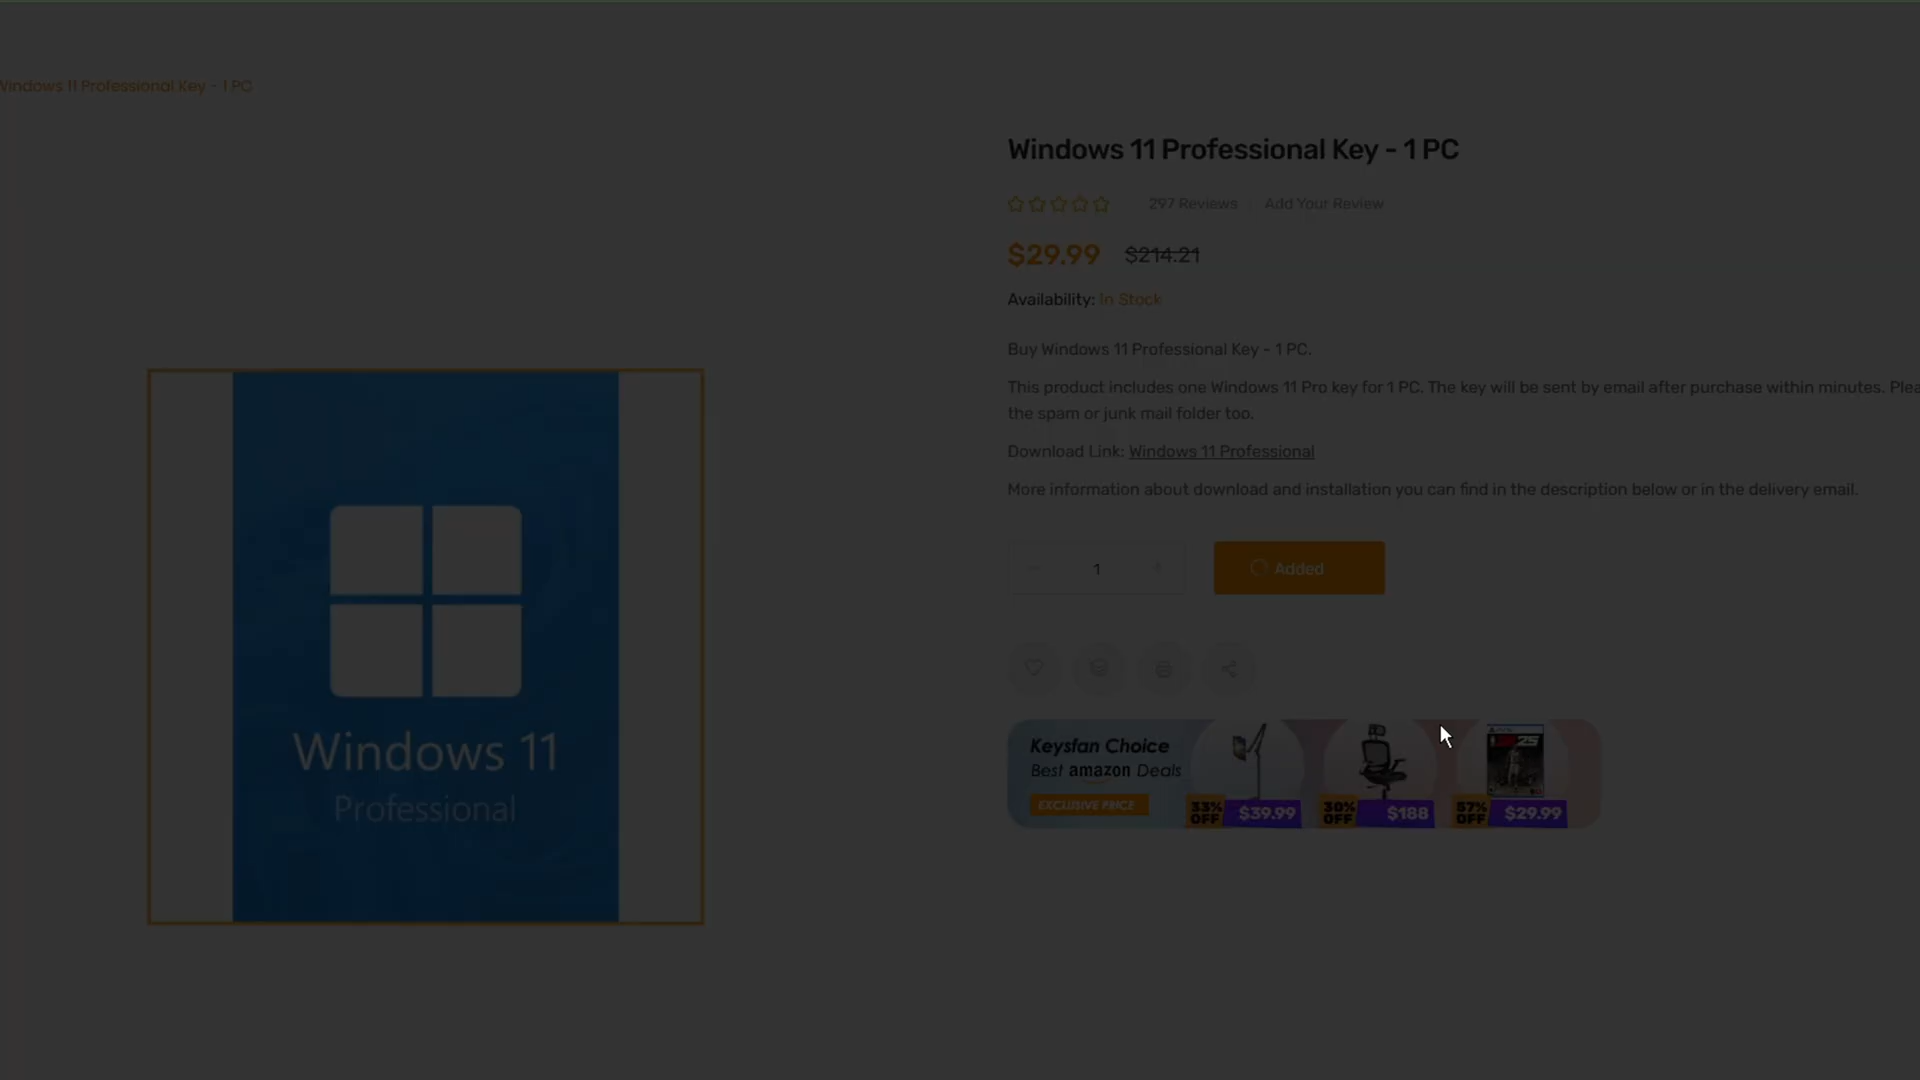 Windows 11 Professional Key - 1 PC
Windows 11 Professional Key - 1 PC
297 Reviews
Add Your Review
$29.99 $214.21
Availability: In Stock
Buy Windows 11 Professional Key - 1 PC.
This product includes one Windows 11 Pro key for 1 PC. The key will be sent by email after purchase within minutes. Plea
the spam or junk mail folder too.
Download Link: Windows 11 Professional
More information about download and installation you can find in the description below or in the delivery email.
1
Added
Windows 11
Professional
Keysfan Choice
Best amazon Deals
EXCLUSIVE PRICE
33% OFF $39.99
30% OFF $188
57% OFF $29.99
25